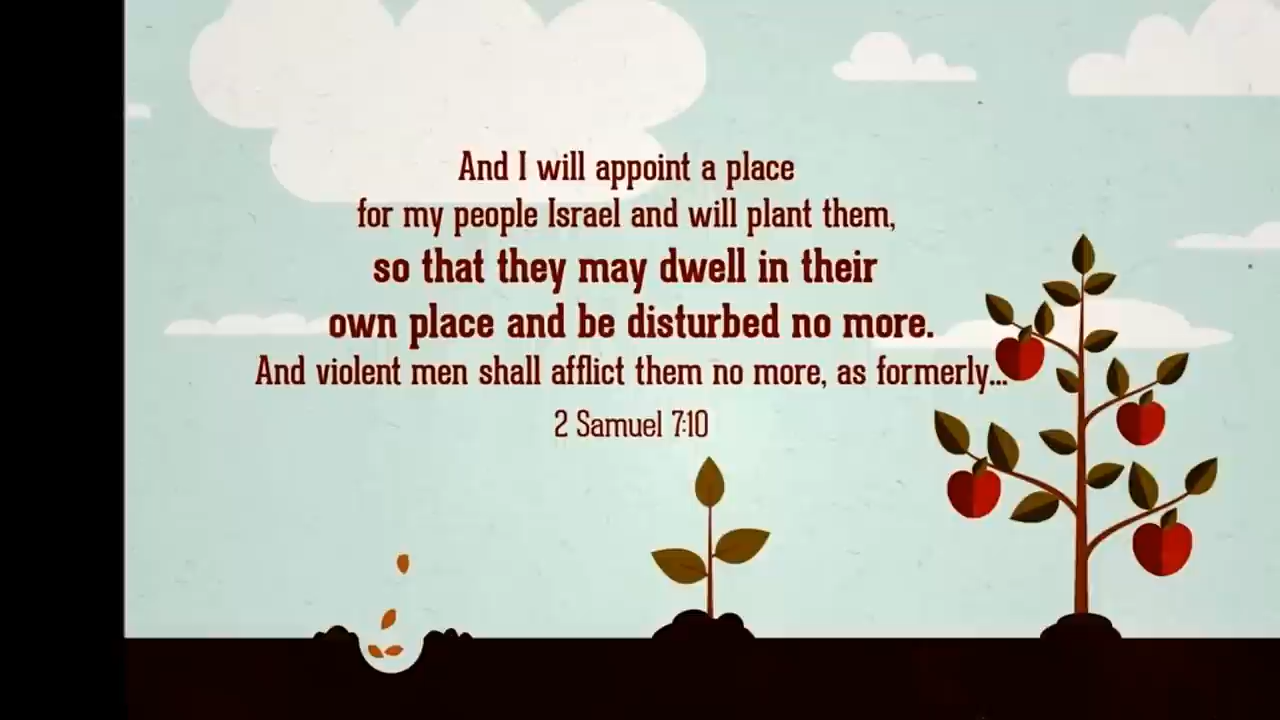 And I will appoint a place
for my people Israel and will plant them,
so that they may dwell in their
own place and be disturbed no more.
And violent men shall afflict them no more, as formerly...
2 Samuel 7:10